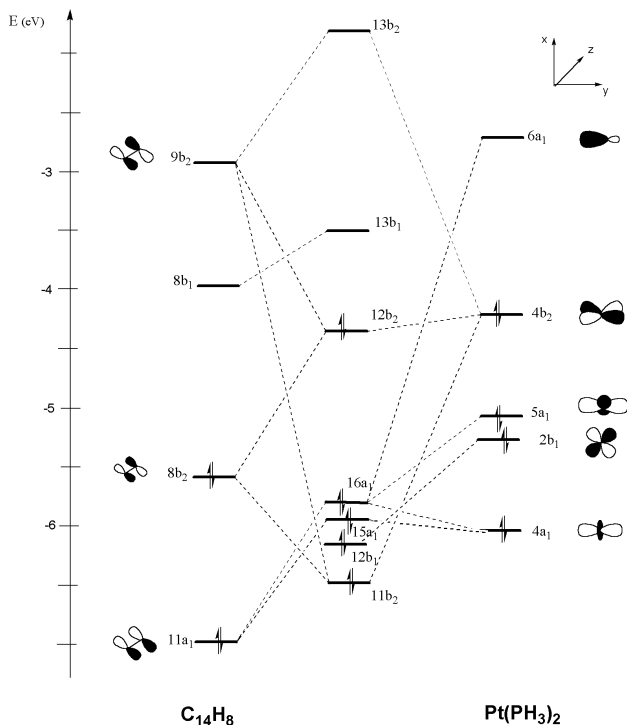 E (eV)
13b2
x
z
y
6a1
9b2
-3
13b1
8b1
-4
12b2
4b2
5a1
-5
2b1
8b2
16a1
-6
15a1
4a1
12b1
11b2
11a1
C14H8
Pt(PH3)2